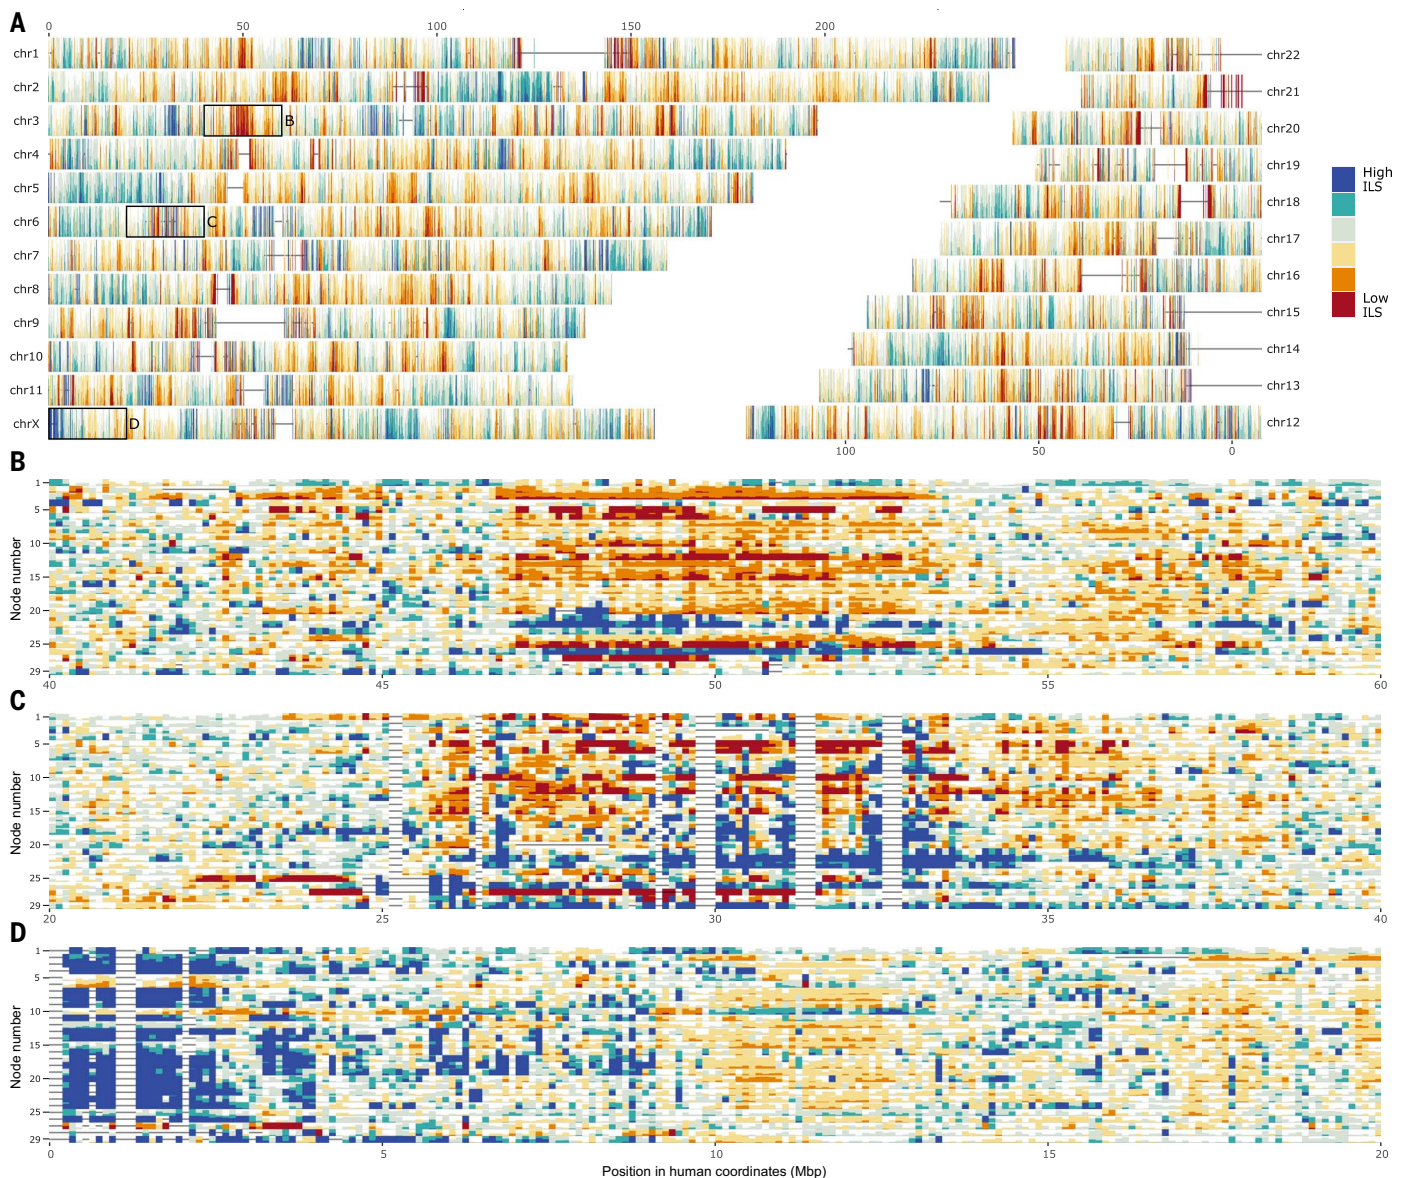 A
0 50 100 150 200
chr1 chr22
chr2 chr21
chr3 B chr20
chr4 chr19
chr5 chr18
chr6 C chr17
chr7 chr16
chr8 chr15
chr9 chr14
chr10 chr13
chr11 chr12
chrX D
100 50 0
High
ILS
Low
ILS
B
Node number
1
5
10
15
20
25
29
40 45 50 55 60
C
Node number
1
5
10
15
20
25
29
20 25 30 35 40
D
Node number
1
5
10
15
20
25
29
0 5 10 15 20
Position in human coordinates (Mbp)